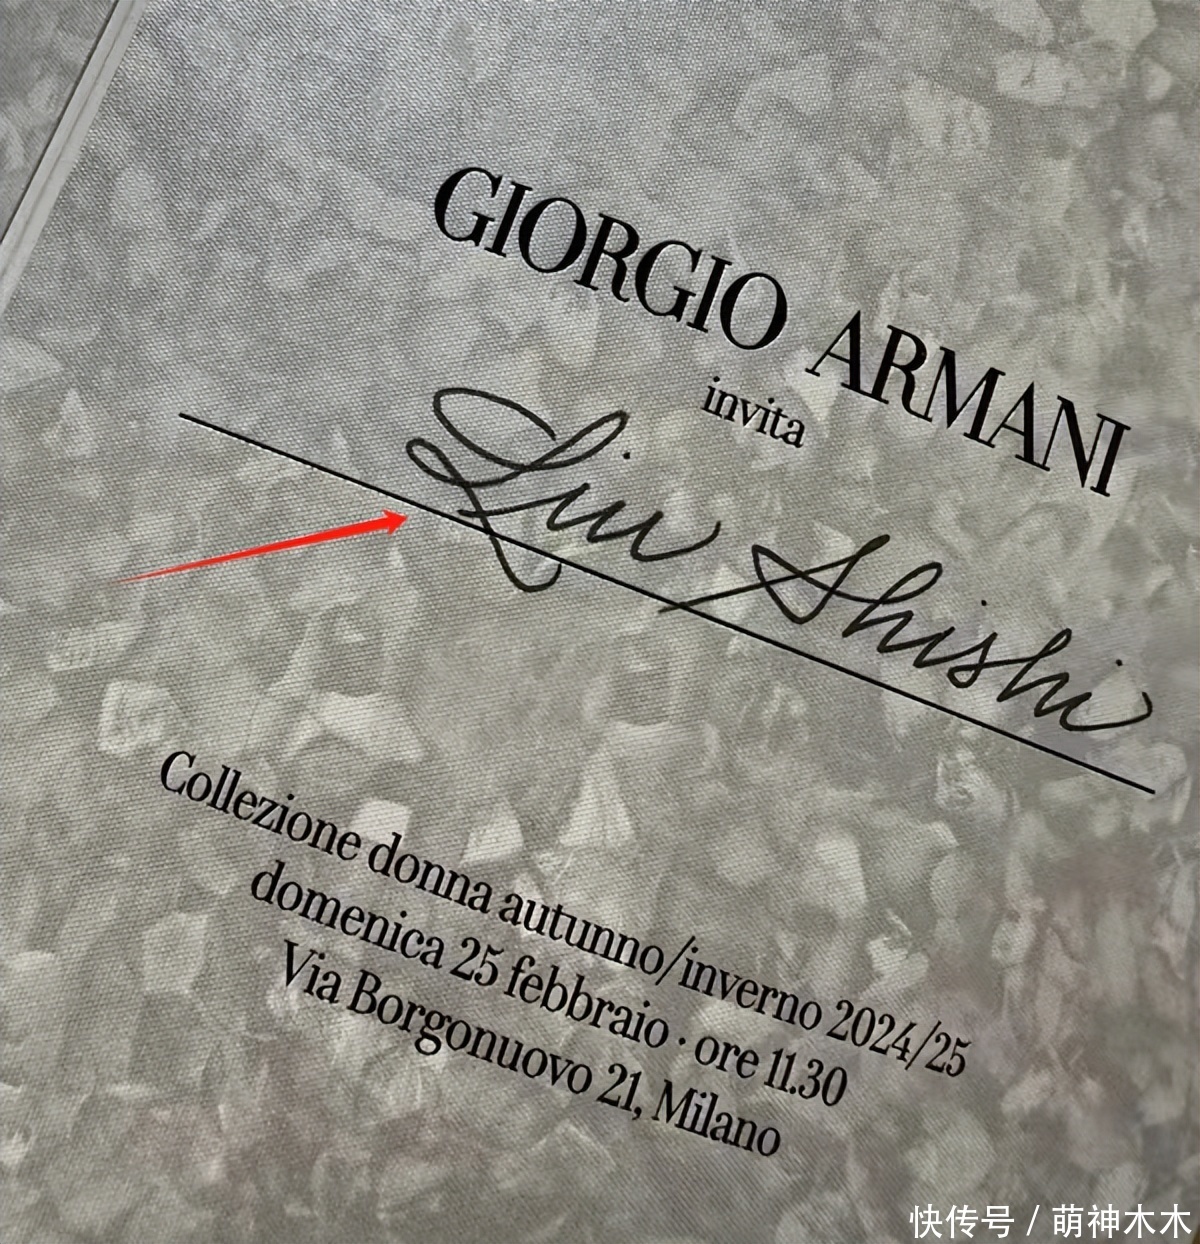 GIORGIO ARMANI
invita
Liu Shishi
Collezione donna autunno/inverno 2024/25
domenica 25 febbraio · ore 11.30
Via Borgonuovo 21, Milano
快传号 / 萌神木木